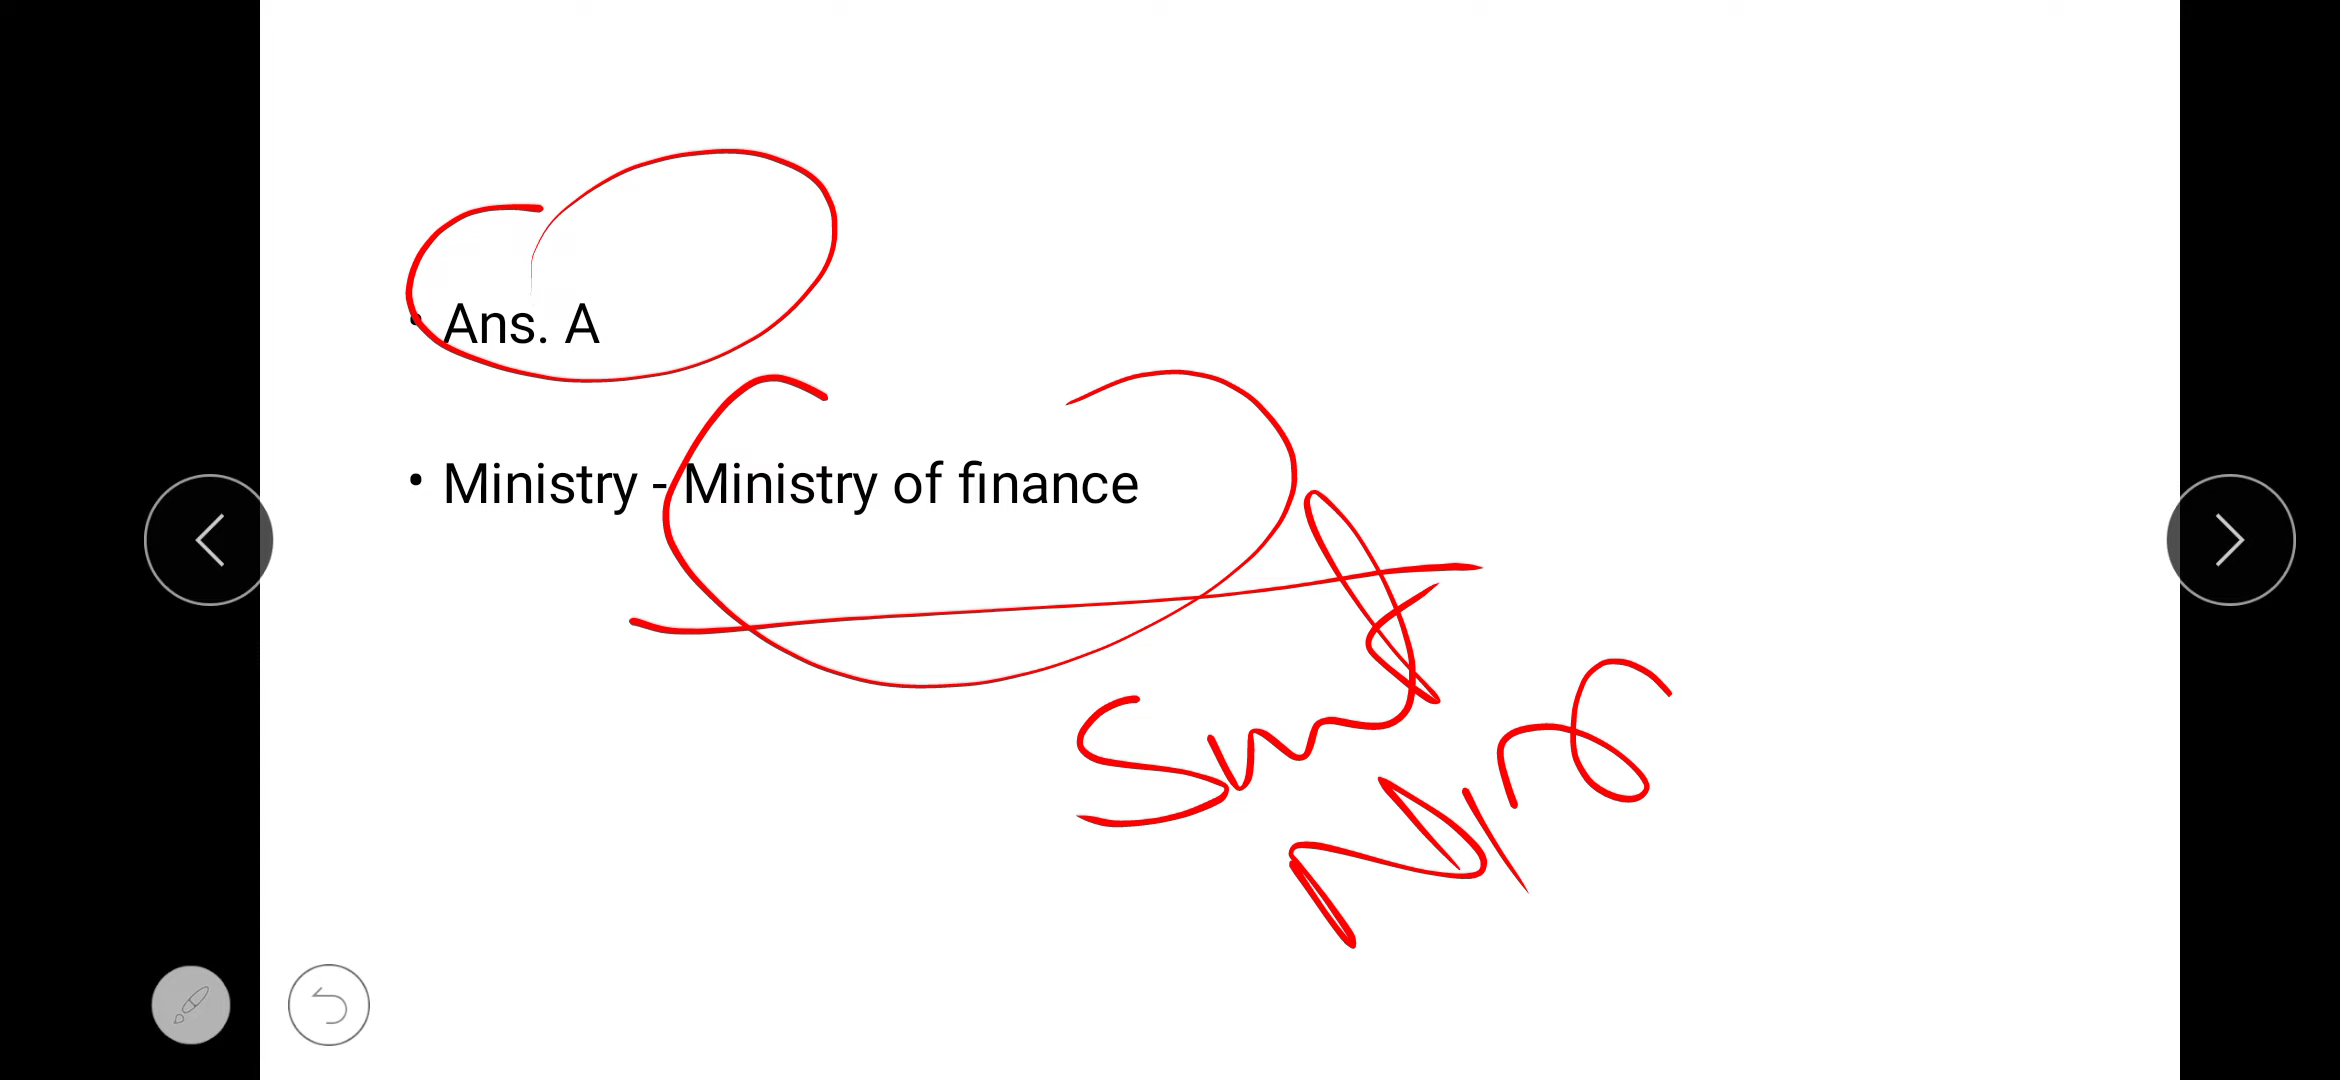 • Ans. A
• Ministry - Ministry of finance